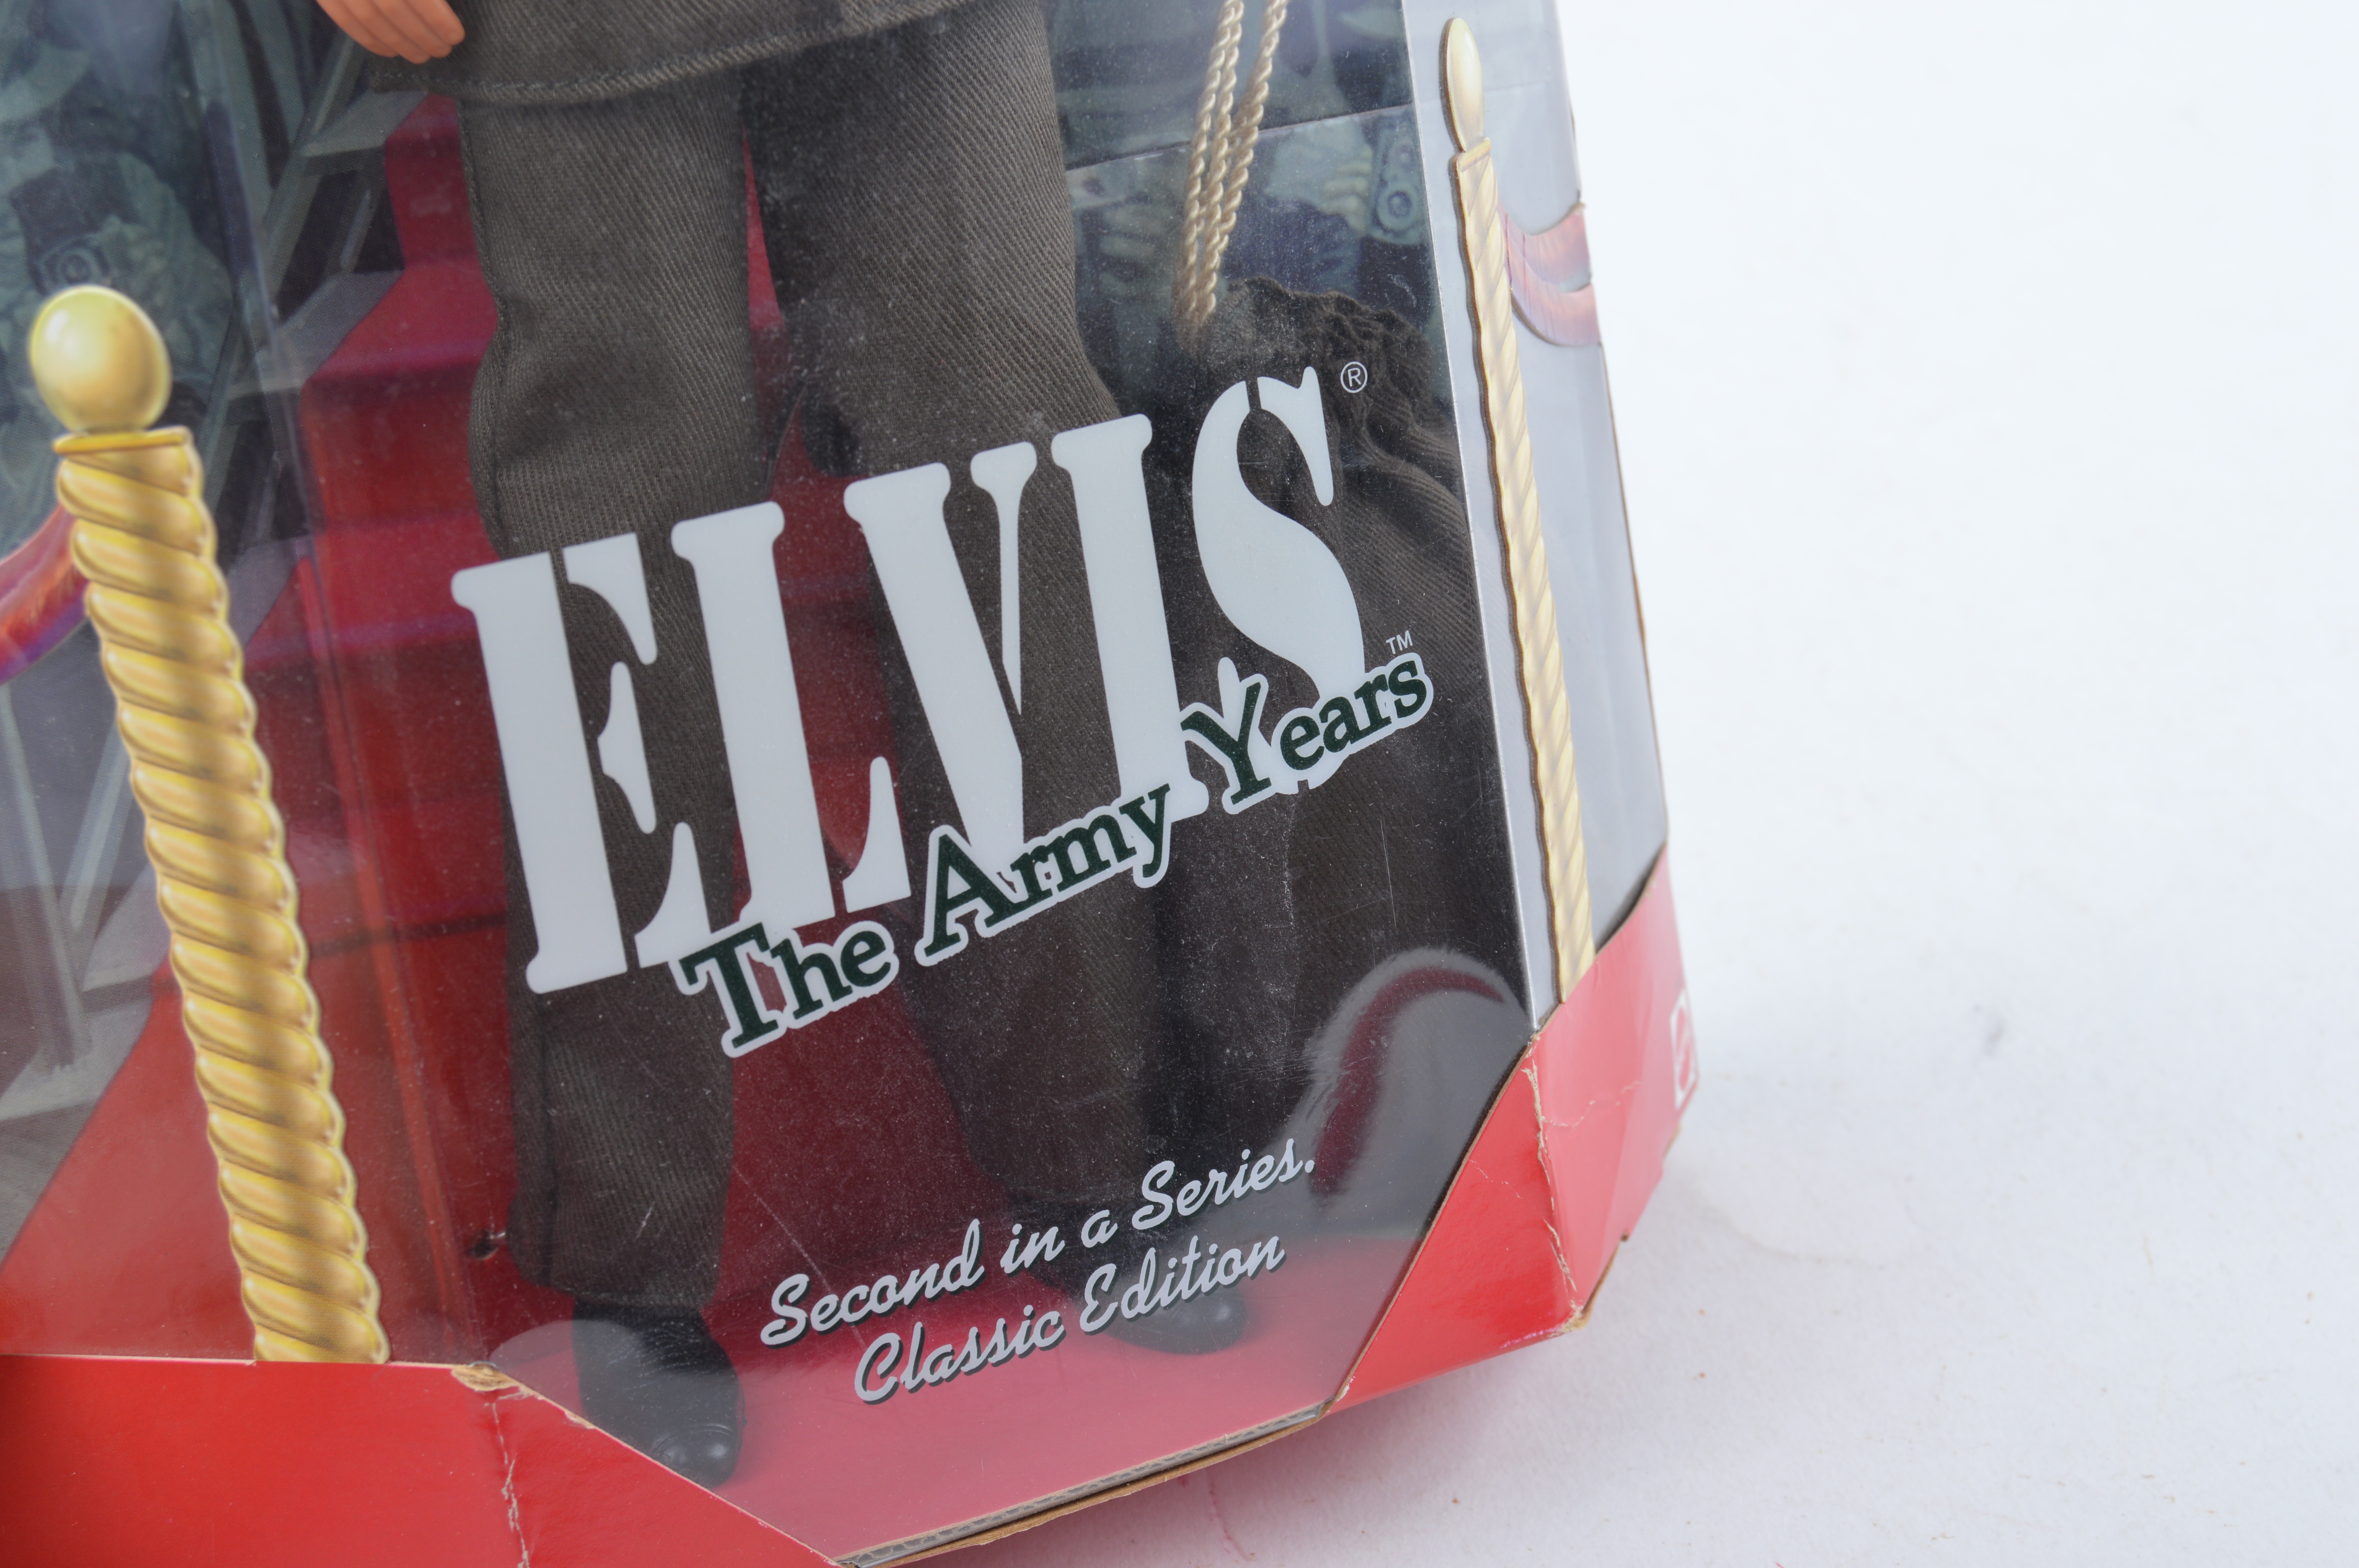 ELVIS®
The Army Years™
Second in a Series.
Classic Edition